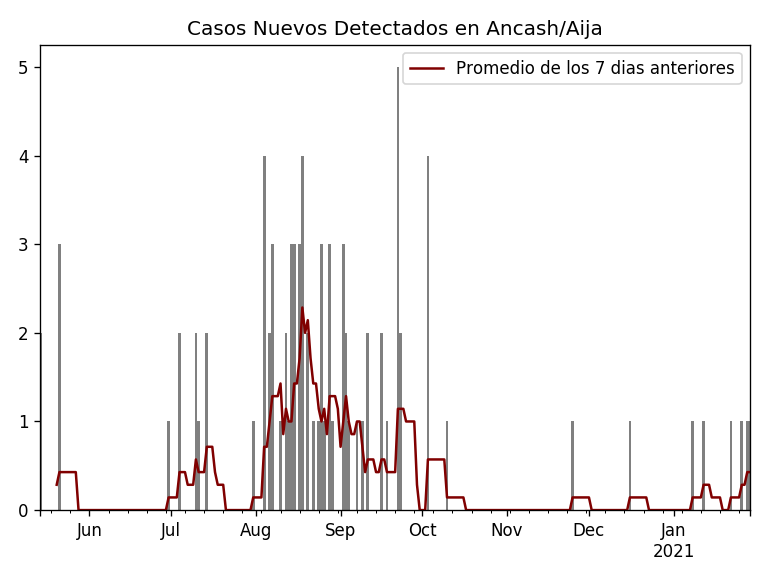 Casos Nuevos Detectados en Ancash/Aija
Promedio de los 7 dias anteriores
5
4
3
2
1
0
Jun Jul Aug Sep Oct Nov Dec Jan
2021